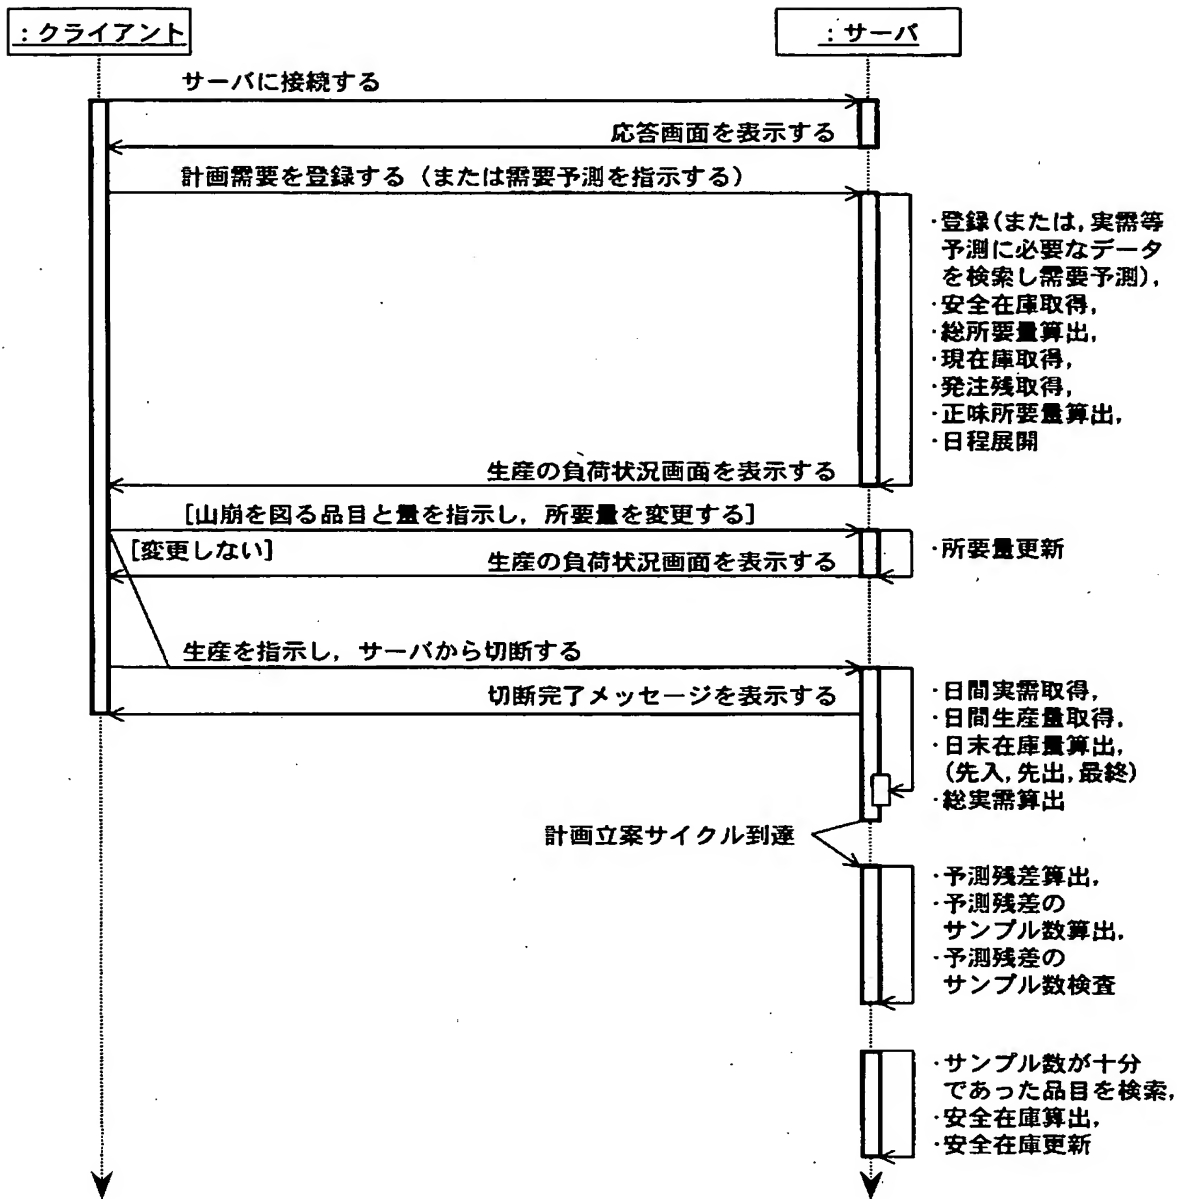 :クライアント
:サーバ
サーバに接続する
応答画面を表示する
計画需要を登録する(または需要予測を指示する)
・登録(または,実需等
予測に必要なデータ
を検索し需要予測),
・安全在庫取得,
・総所要量算出,
・現在庫取得,
・発注残取得,
・正味所要量算出,
・日程展開
生産の負荷状況画面を表示する
[山崩を図る品目と量を指示し,所要量を変更する]
[変更しない]
生産の負荷状況画面を表示する
・所要量更新
生産を指示し,サーバから切断する
切断完了メッセージを表示する
・日間実需取得,
・日間生産量取得,
・日末在庫量算出,
(先入,先出,最終)
・総実需算出
計画立案サイクル到達
・予測残差算出,
・予測残差の
サンプル数算出,
・予測残差の
サンプル数検査
・サンプル数が十分
であった品目を検索,
・安全在庫算出,
・安全在庫更新